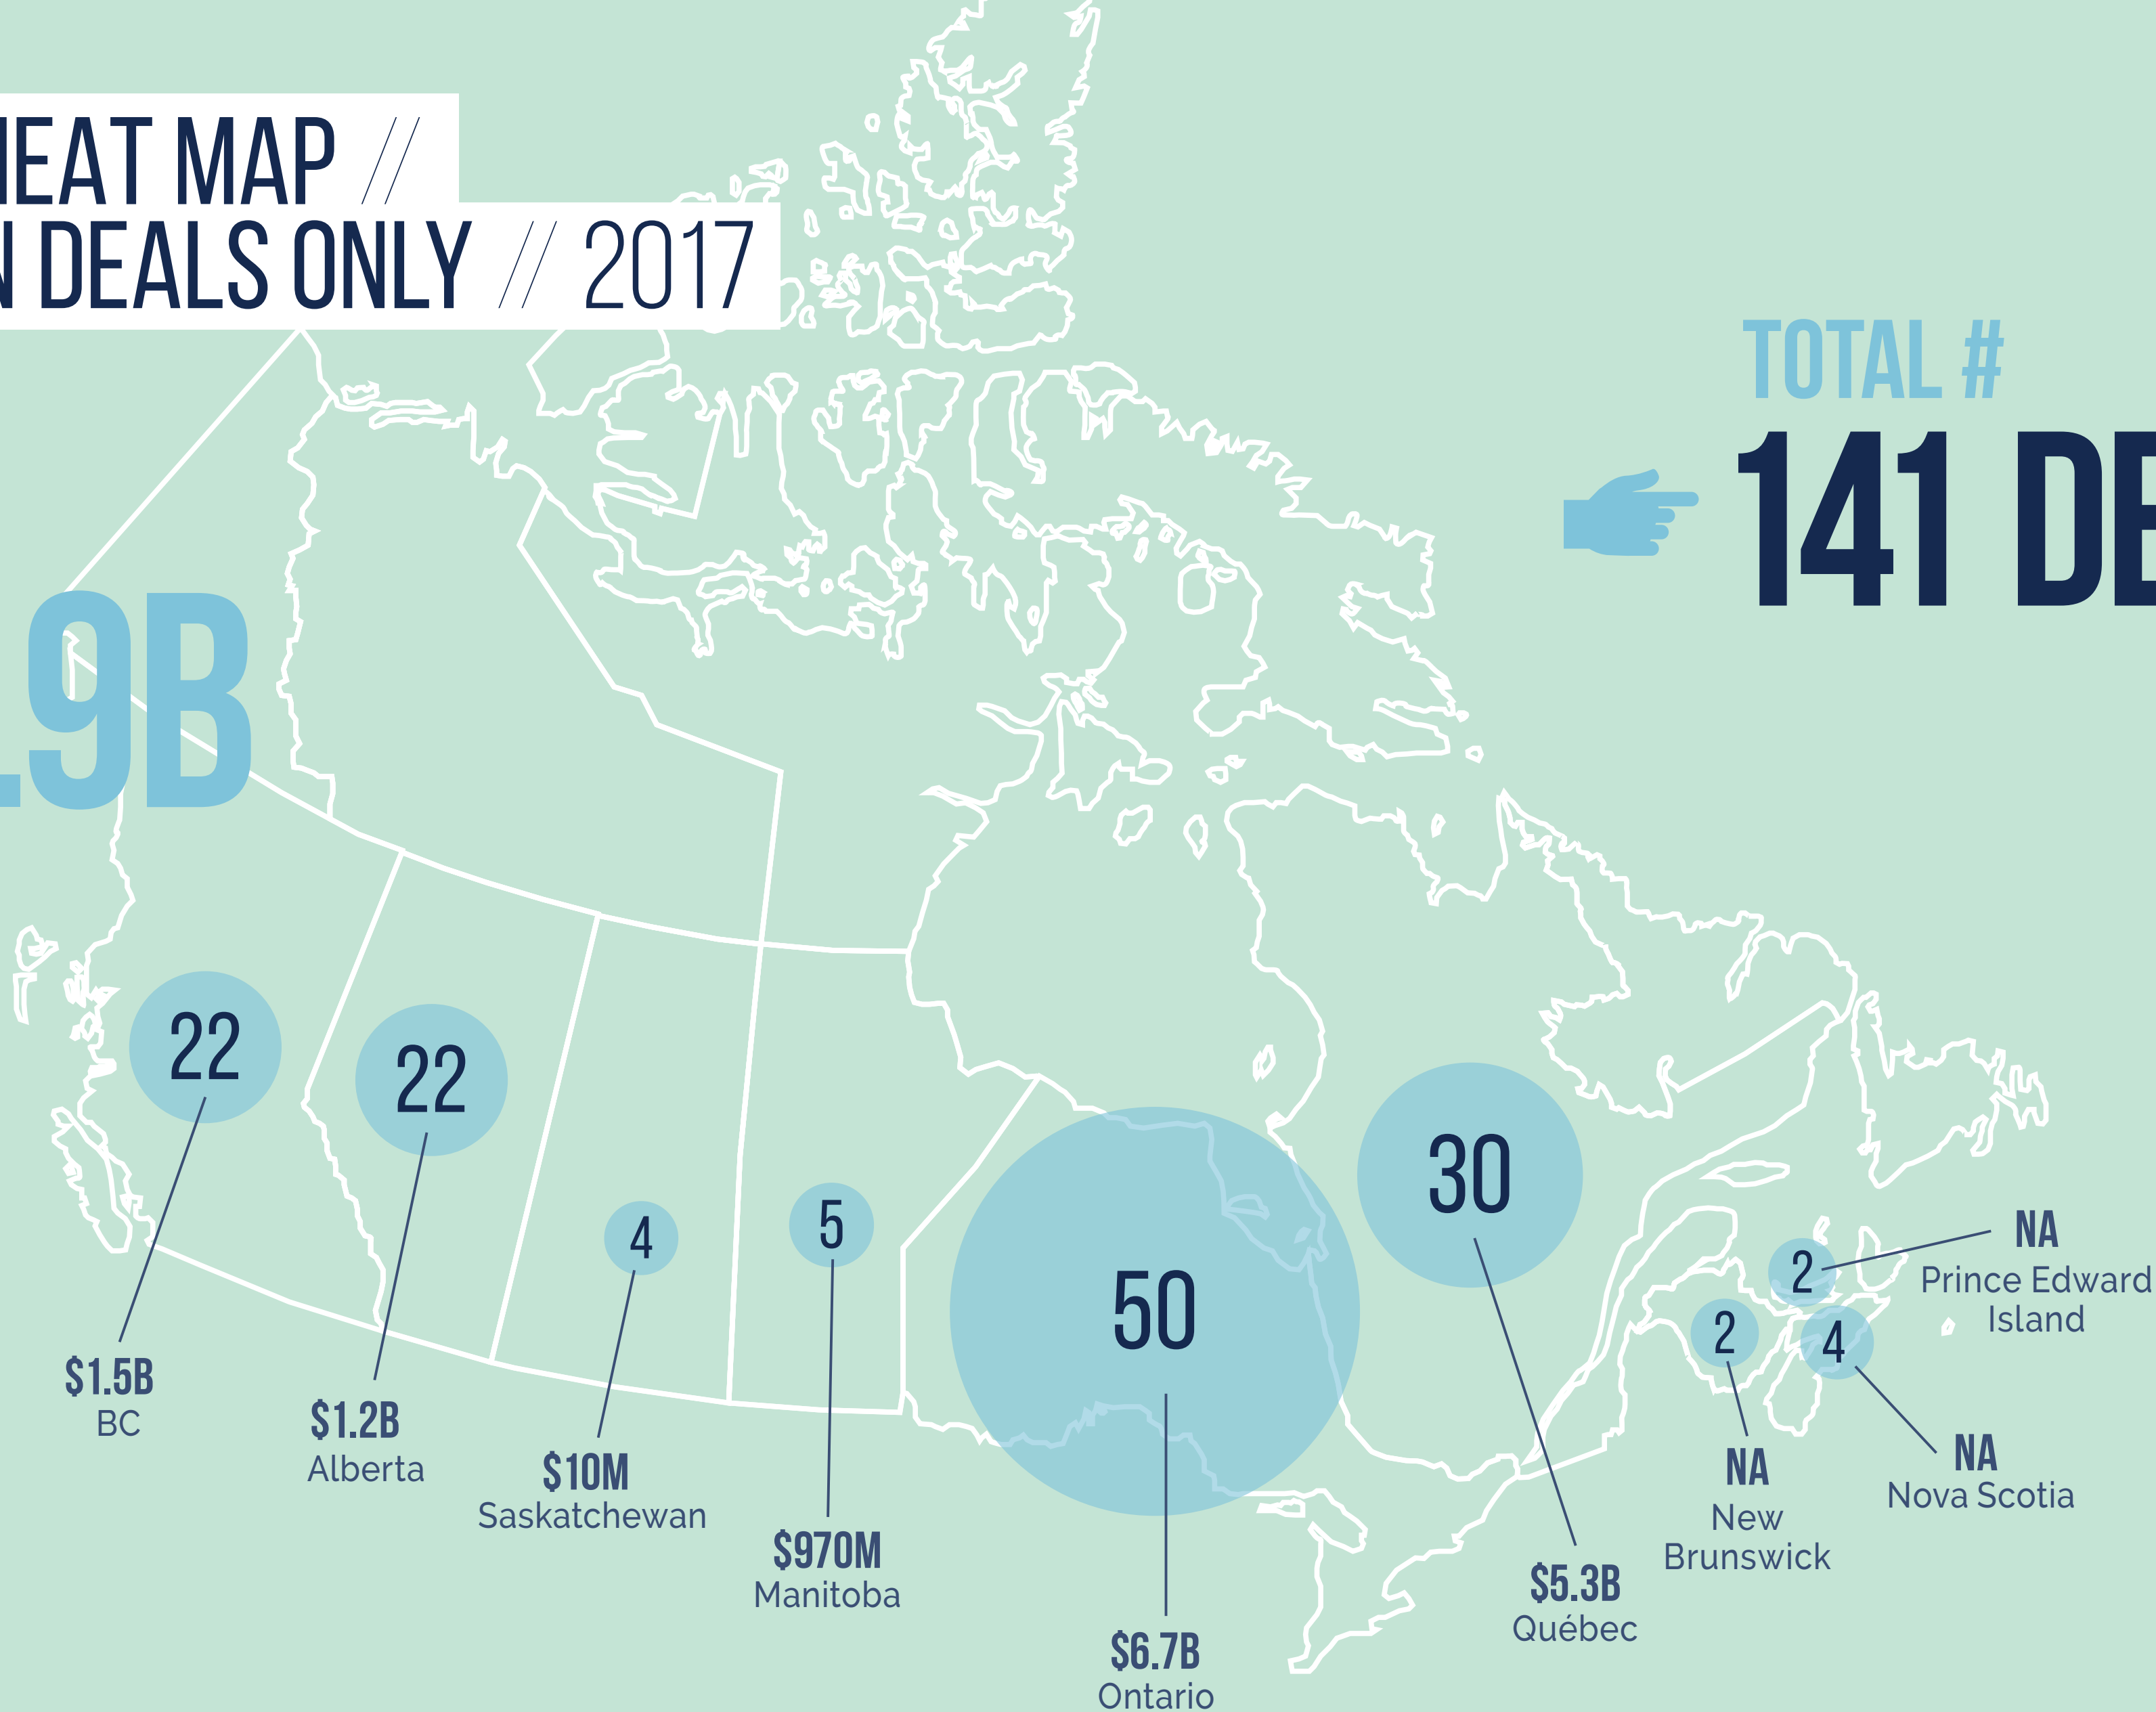 HEAT MAP //
N DEALS ONLY // 2017
TOTAL #
141 DE
.9B
22
22
4
5
50
30
2
2
4
$1.5B
BC
$1.2B
Alberta
$10M
Saskatchewan
$970M
Manitoba
$6.7B
Ontario
$5.3B
Québec
NA
New
Brunswick
NA
Nova Scotia
NA
Prince Edward
Island